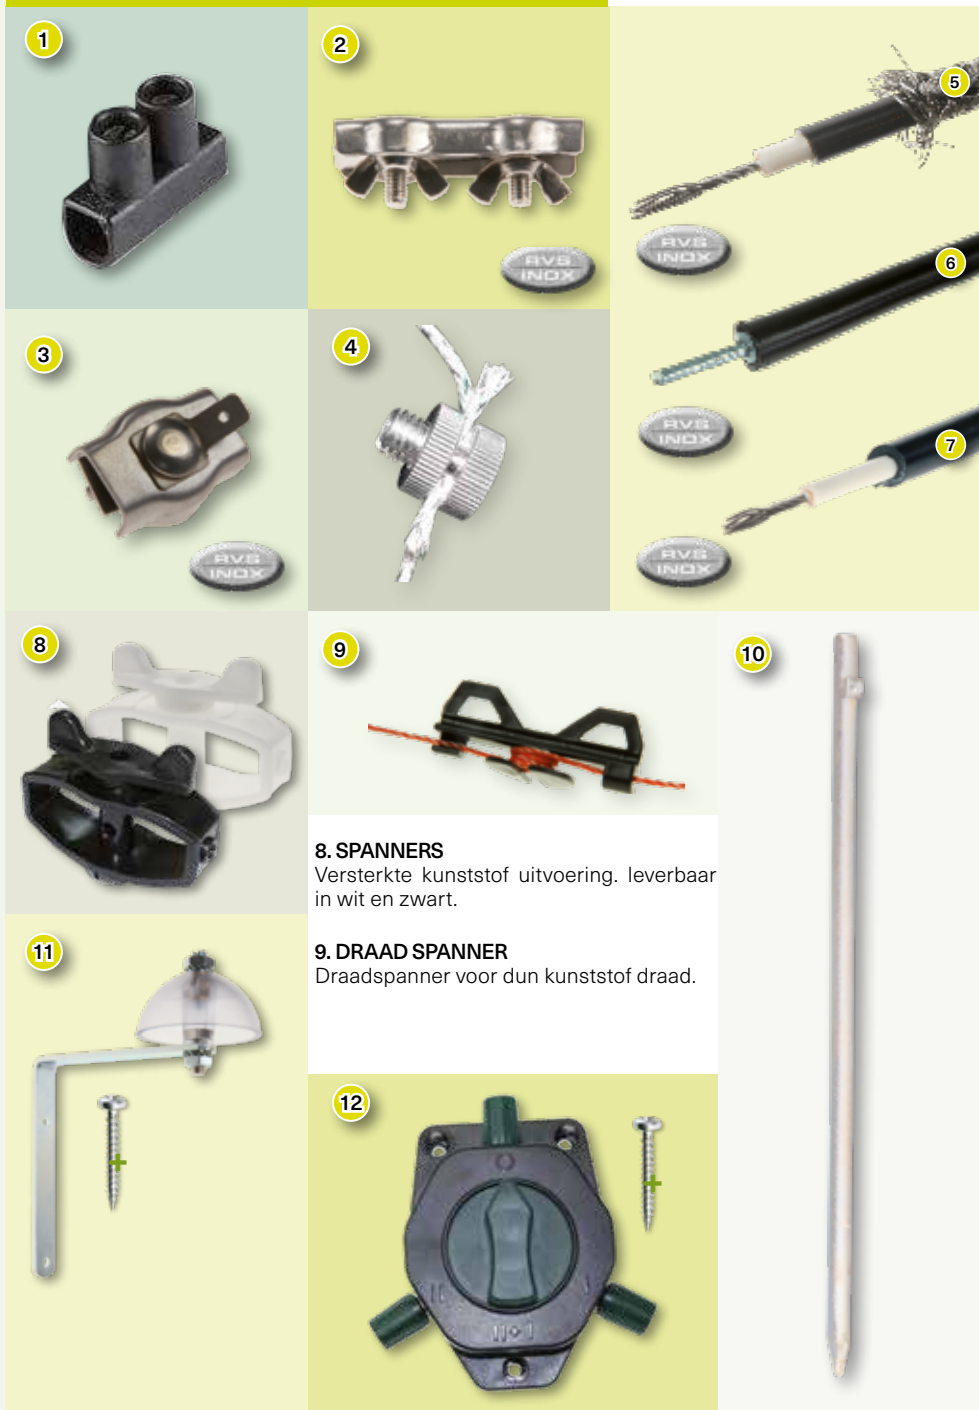 1
2
5
RVS
INOX
RVS
INOX
6
3
4
RVS
INOX
7
RVS
INOX
RVS
INOX
8
9
10
8. SPANNERS
Versterkte kunststof uitvoering. leverbaar
in wit en zwart.
9. DRAAD SPANNER
Draadspanner voor dun kunststof draad.
11
12
II
I
II+I